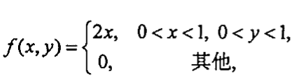 f(x,y)={2x, 0<x<1, 0<y<1,
0, 其他,